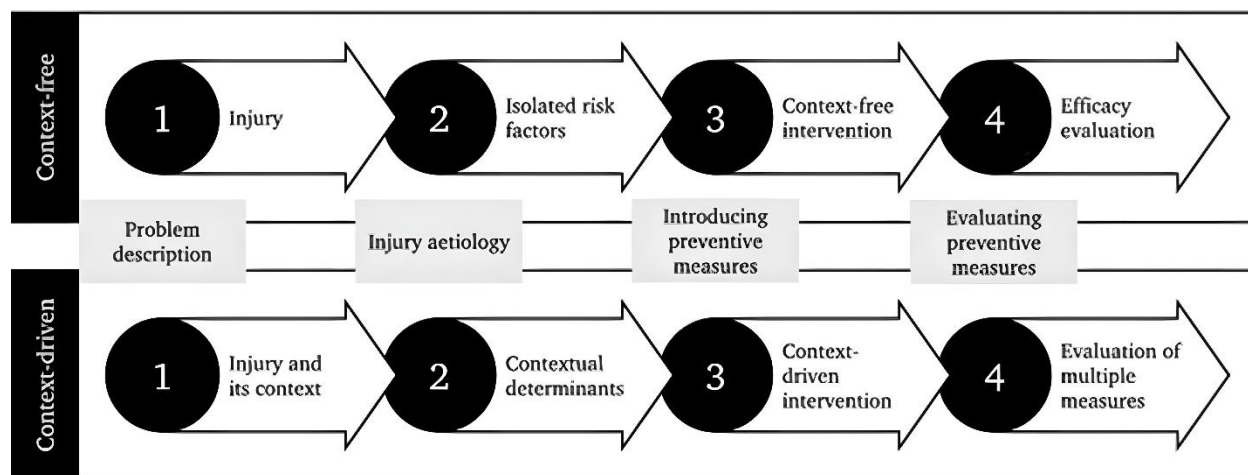 Context-free
1
Injury
2
Isolated risk
factors
3
Context-free
intervention
4
Efficacy
evaluation
Problem
description
Injury aetiology
Introducing
preventive
measures
Evaluating
preventive
measures
Context-driven
1
Injury and
its context
2
Contextual
determinants
3
Context-
driven
intervention
4
Evaluation of
multiple
measures